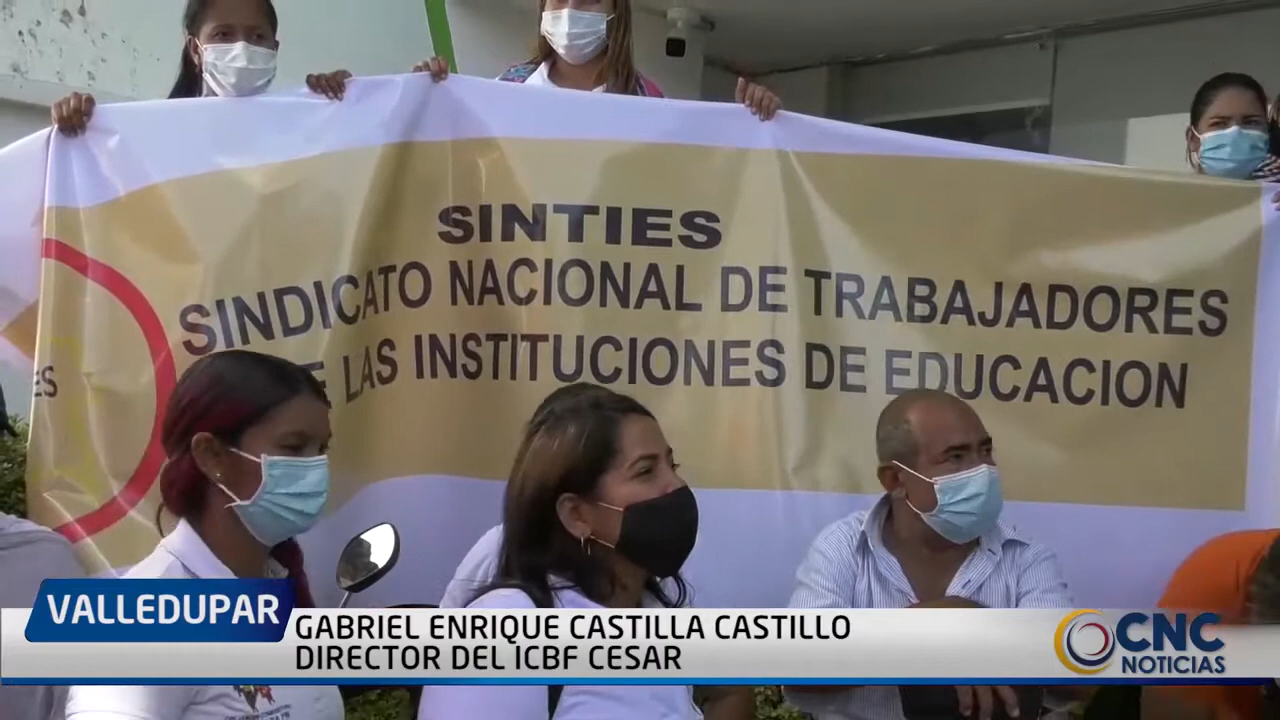 SINTIES
SINDICATO NACIONAL DE TRABAJADORES
LAS INSTITUCIONES DE EDUCACION
ES
VALLEDUPAR
GABRIEL ENRIQUE CASTILLA CASTILLO
DIRECTOR DEL ICBF CESAR
CNC
NOTICIAS